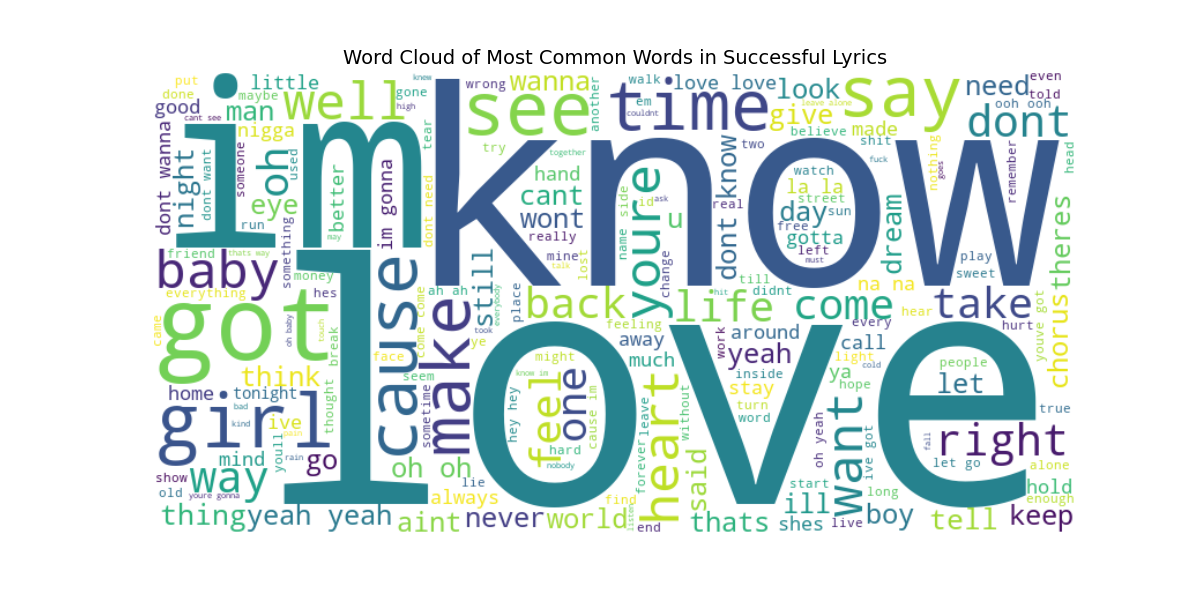 Word Cloud of Most Common Words in Successful Lyrics
put
little
knew
wrong
wanna
another
walk
love love
look
say
need
even
done
maybe
gone
em
told
good
man
well
high
see
time
give
leave alone
ooh ooh
cant see
im
know
couldnt
made
dont
nigga
tear
believe
shit
dont wanna
night
dont want
someone
oh
used
better
im gonna
dont need
try
together
hand
cant
wont
really
youre
id
ask
u
dont know
two
real
watch
la la
street
day
sun
free
gotta
left
must
fuck
nothing
goes
remember
head
eye
run
may
name side
dream
theres
friend
thats way
something
mine
talk
lost
change
play
sweet
baby
money
cause
still
till
na na
everything
hes
ah ah
place
back
hit
didnt
life
come
hear
take
youve got
came
got
oh baby
touch
break
come come
make
took
everybody
feeling
work
around
every
hurt
chorus
love
face
ye
away
yeah
call
light
cold
think
seem
might
much
inside
ya
people
home
tonight
thought
sometime
know im
feel
one
stay
hope
let
girl
bad
kind
ive
pain
hey hey
cause im
heart
leave
without
turn
word
want
true
mind
youll
rain
go
hard
nobody
forever
said
oh yeah
ive got
fall
right
let go
alone
show
way
oh oh
lie
find
start
long
hold
old
youre gonna
always
listen
ill
enough
thing
yeah yeah
aint
never
world
end
thats
shes
live
boy
tell
keep